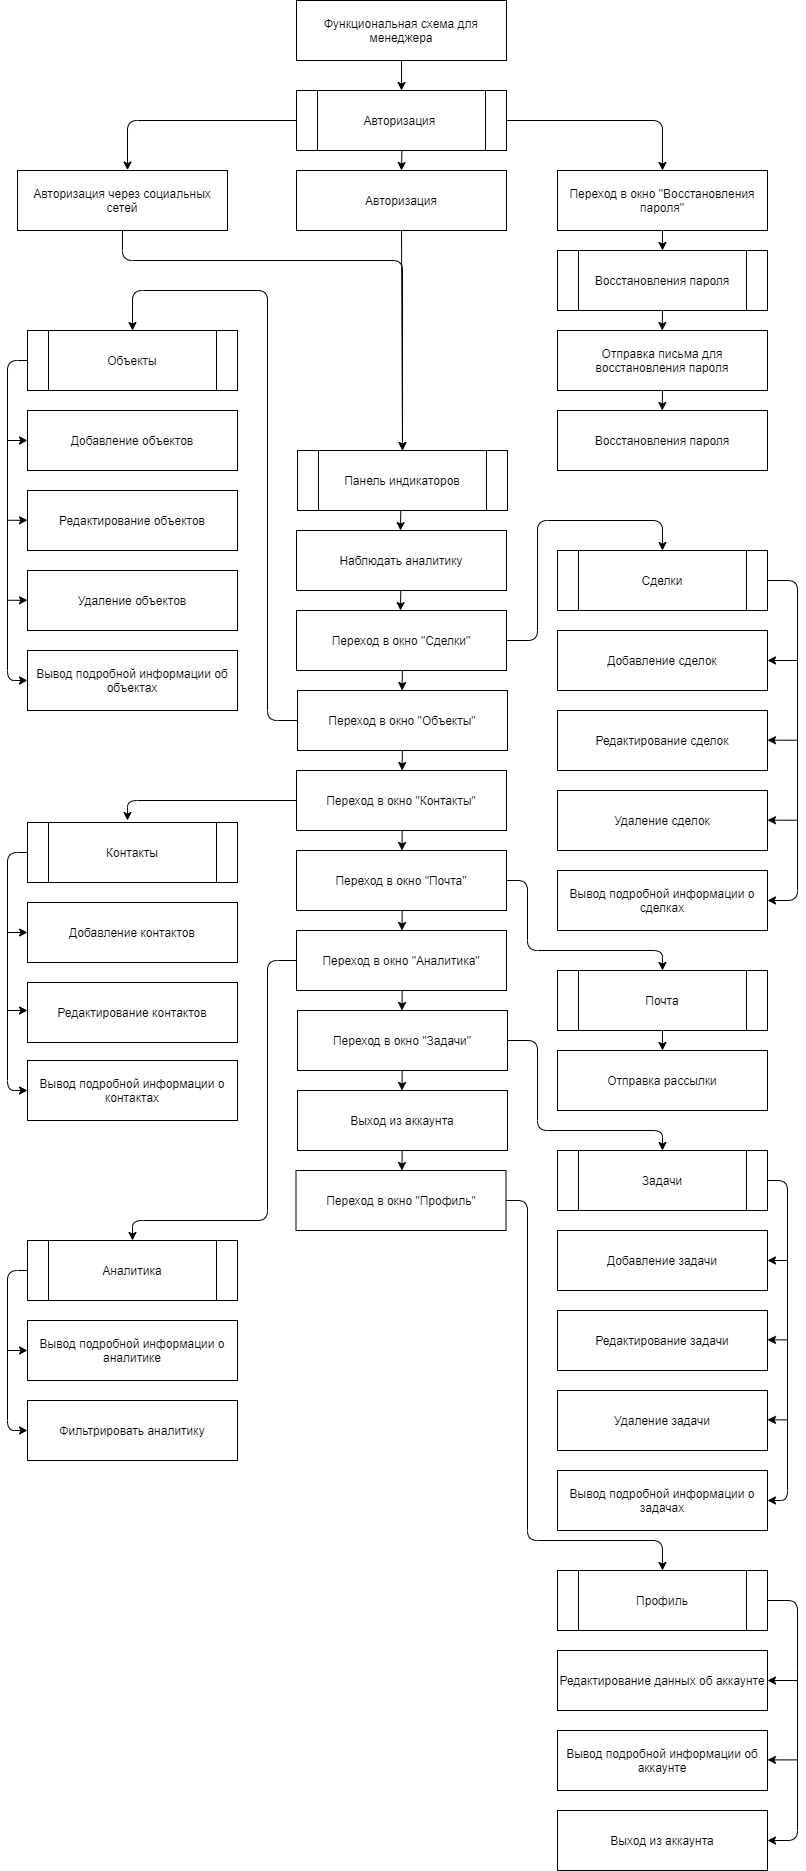 Функциональная схема для
менеджера
Авторизация
Авторизация через социальных
сетей
Авторизация
Переход в окно "Восстановления
пароля"
Восстановления пароля
Отправка письма для
восстановления пароля
Восстановления пароля
Объекты
Добавление объектов
Редактирование объектов
Удаление объектов
Вывод подробной информации об
объектах
Панель индикаторов
Наблюдать аналитику
Переход в окно "Сделки"
Переход в окно "Объекты"
Переход в окно "Контакты"
Переход в окно "Почта"
Переход в окно "Аналитика"
Переход в окно "Задачи"
Выход из аккаунта
Переход в окно "Профиль"
Сделки
Добавление сделок
Редактирование сделок
Удаление сделок
Вывод подробной информации о
сделках
Контакты
Добавление контактов
Редактирование контактов
Вывод подробной информации о
контактах
Почта
Отправка рассылки
Задачи
Добавление задачи
Редактирование задачи
Удаление задачи
Вывод подробной информации о
задачах
Аналитика
Вывод подробной информации о
аналитике
Фильтрировать аналитику
Профиль
Редактирование данных об аккаунте
Вывод подробной информации об
аккаунте
Выход из аккаунта